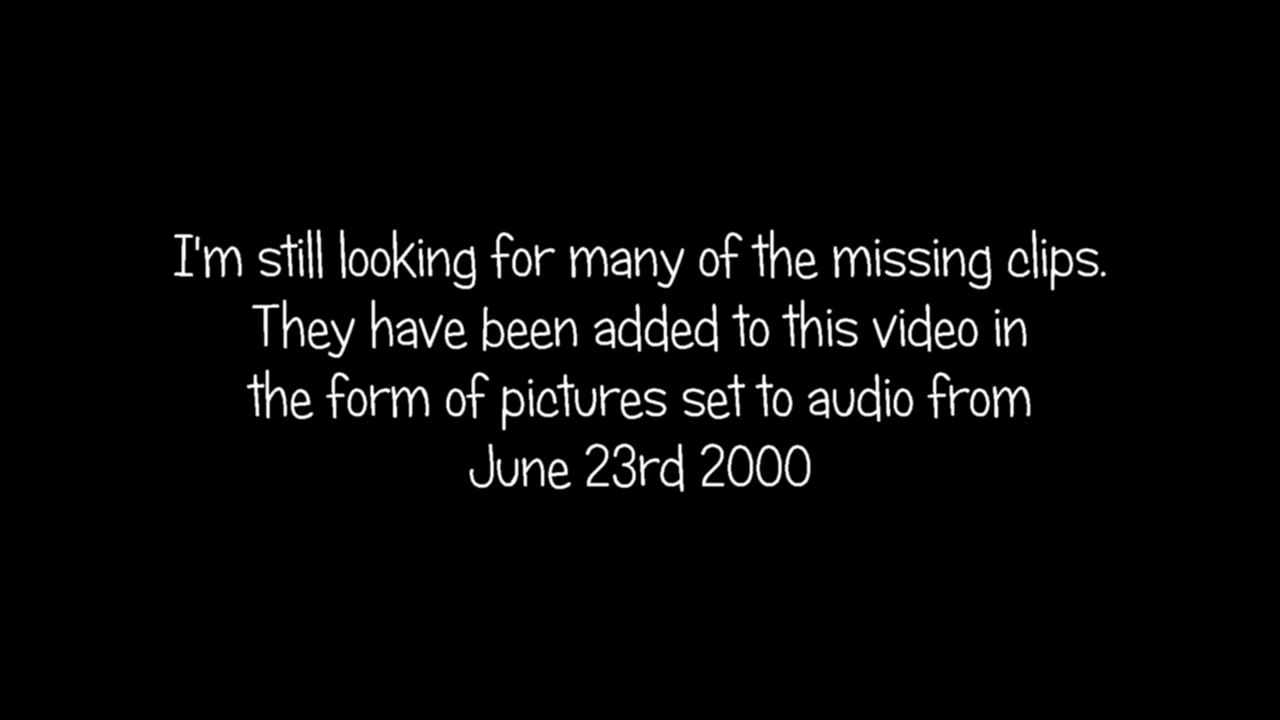 I'm still looking for many of the missing clips.
They have been added to this video in
the form of pictures set to audio from
June 23rd 2000